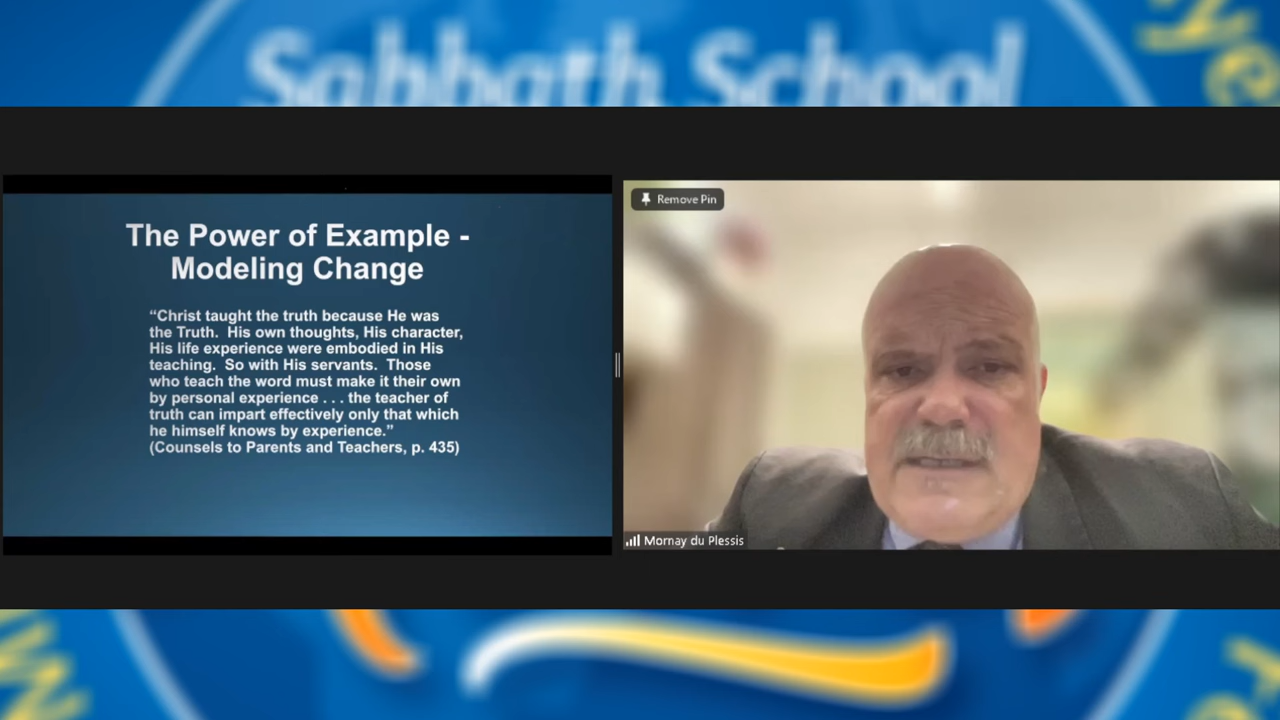 Sabbath School
The Power of Example -
Modeling Change
“Christ taught the truth because He was
the Truth.  His own thoughts, His character,
His life experience were embodied in His
teaching.  So with His servants.  Those
who teach the word must make it their own
by personal experience . . . the teacher of
truth can impart effectively only that which
he himself knows by experience.”
(Counsels to Parents and Teachers, p. 435)
Remove Pin
Mornay du Plessis